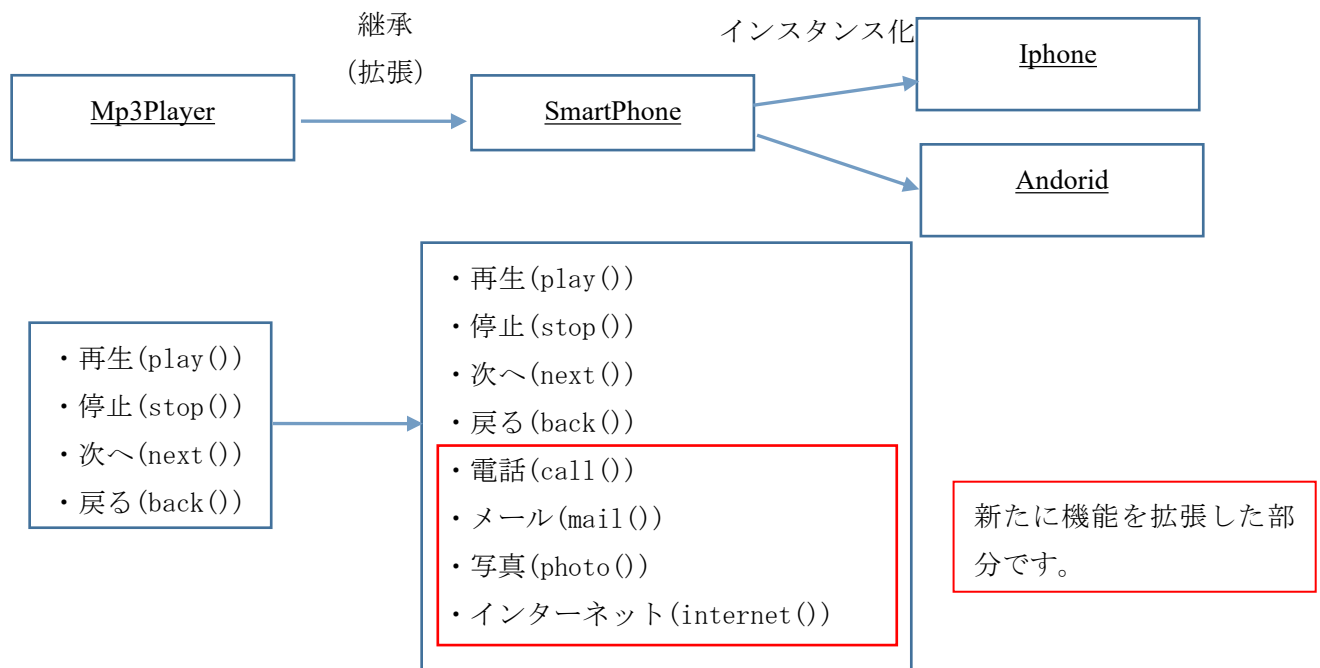 継承
(拡張)
インスタンス化
Mp3Player
SmartPhone
Iphone
Andorid
・再生(play())
・停止(stop())
・次へ(next())
・戻る(back())
・再生(play())
・停止(stop())
・次へ(next())
・戻る(back())
・電話(call())
・メール(mail())
・写真(photo())
・インターネット(internet())
新たに機能を拡張した部
分です。